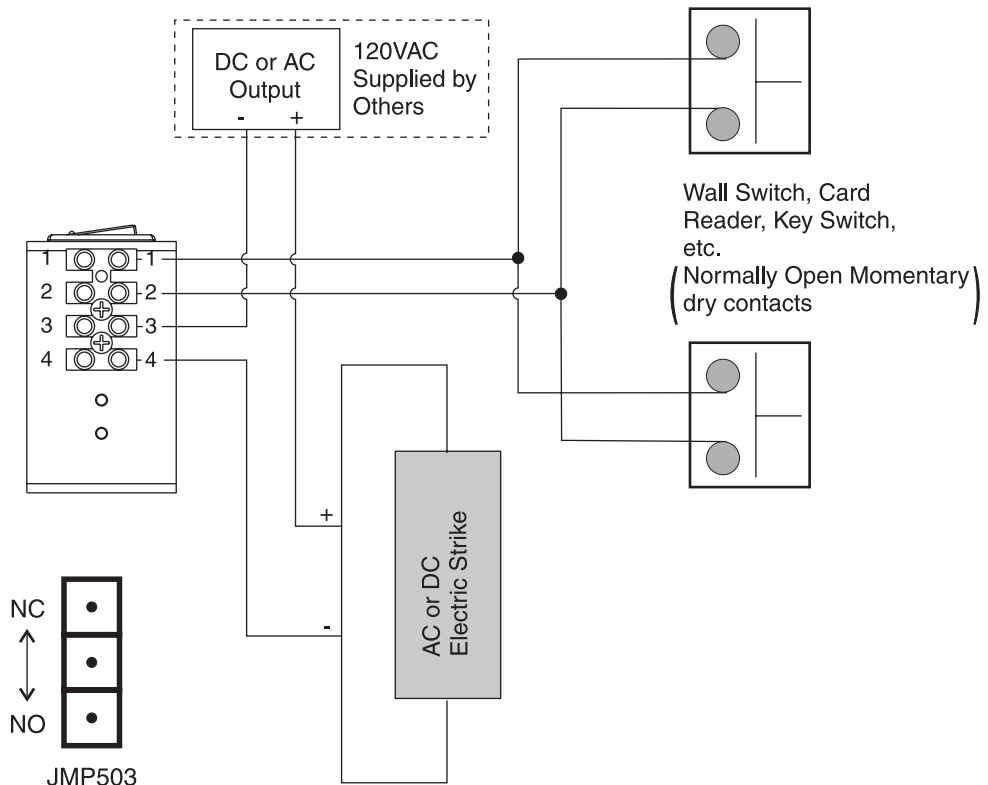 DC or AC
Output
- +
120VAC
Supplied by
Others
Wall Switch, Card
Reader, Key Switch,
etc.
(Normally Open Momentary
dry contacts)
1 1
2 2
3 3
4 4
+
-
AC or DC
Electric Strike
NC
NO
JMP503